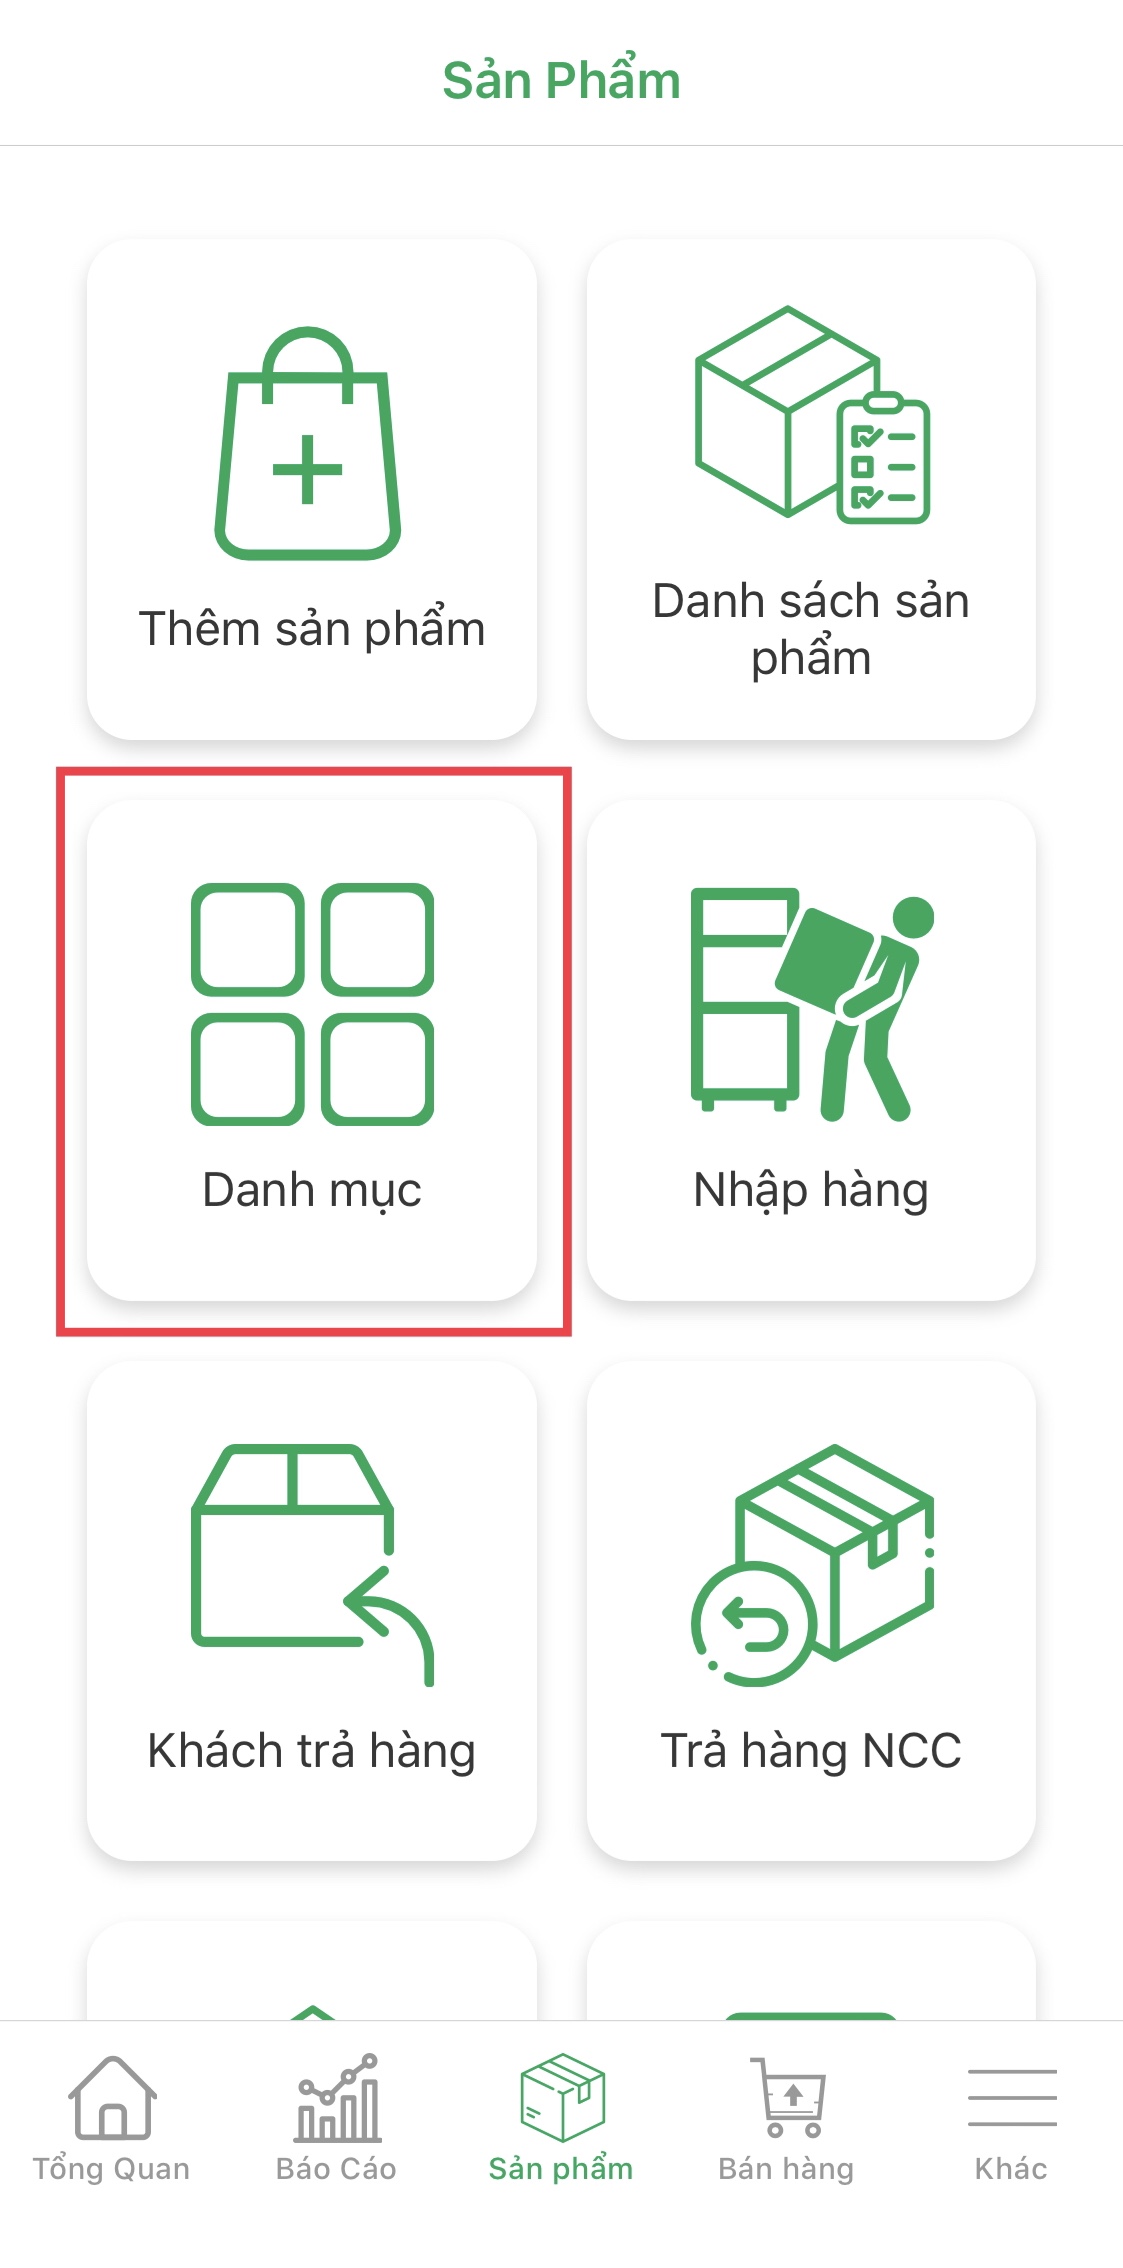 Sản Phẩm
Thêm sản phẩm
Danh sách sản
phẩm
Danh mục
Nhập hàng
Khách trả hàng
Trả hàng NCC
Tổng Quan
Báo Cáo
Sản phẩm
Bán hàng
Khác